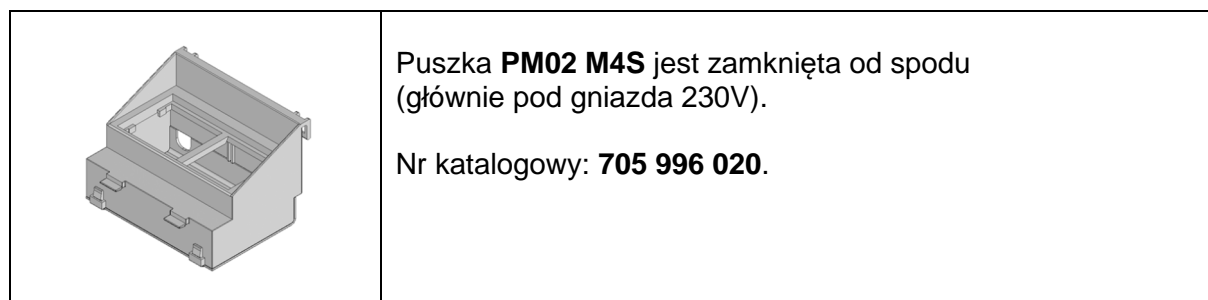 Puszka PM02 M4S jest zamknięta od spodu
(głównie pod gniazda 230V).
Nr katalogowy: 705 996 020.